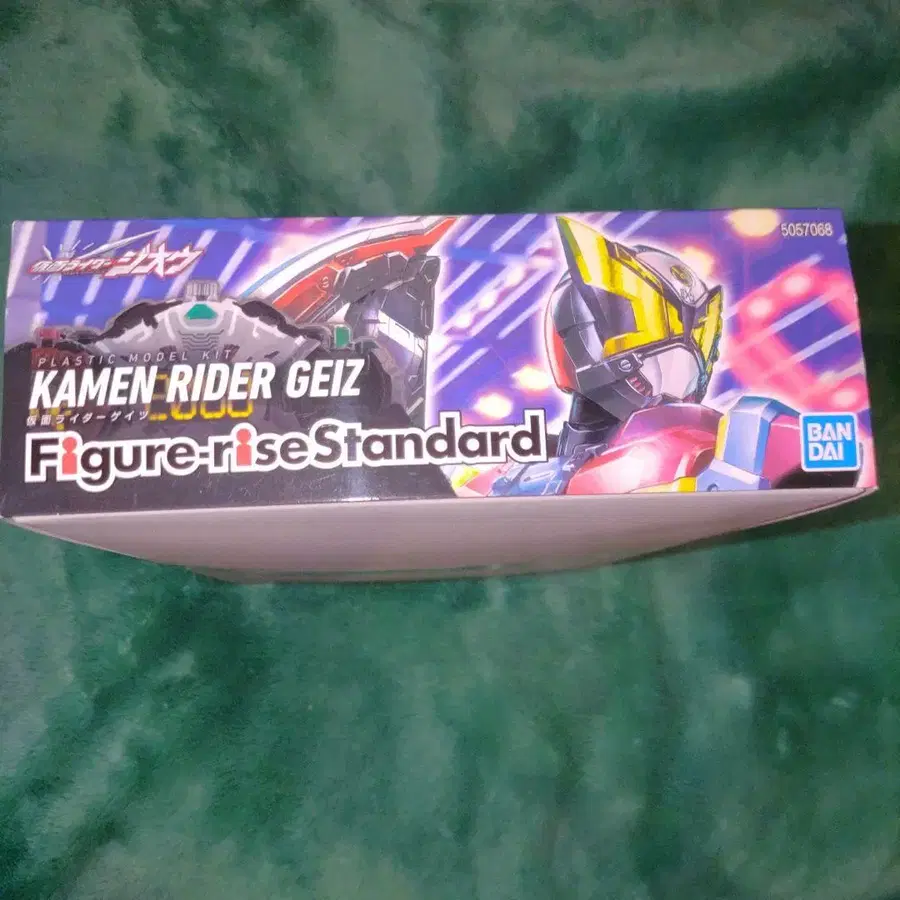 仮面ライダージオウ
5057068
PLASTIC MODEL KIT
KAMEN RIDER GEIZ
仮面ライダーゲイツ
Figure-riseStandard
BAN
DAI